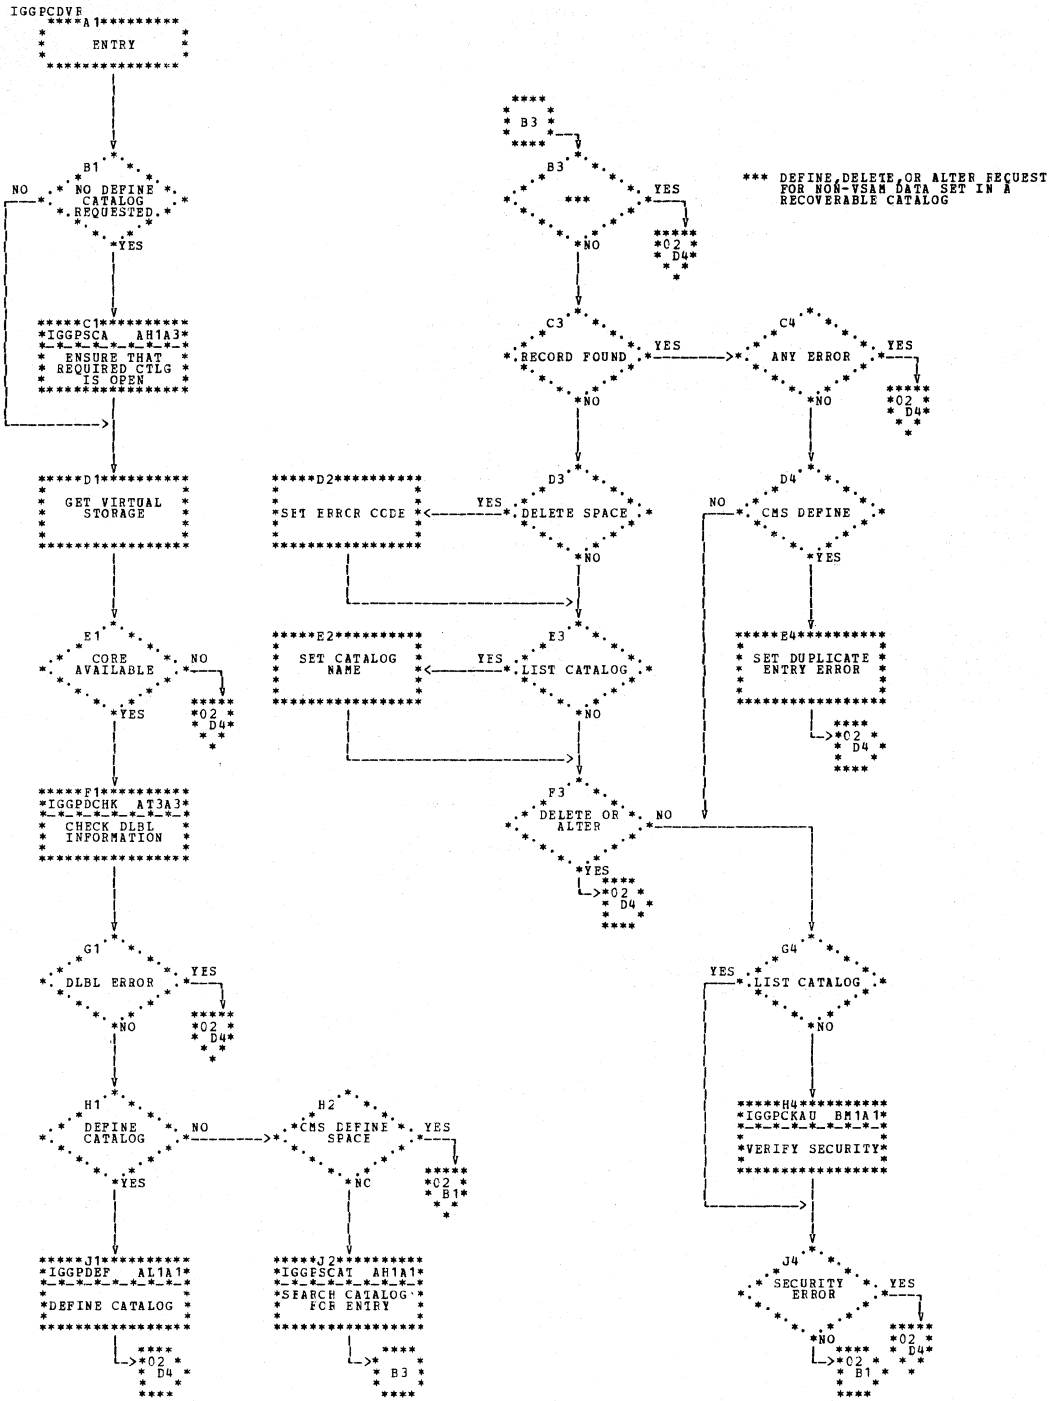 IGGPCDVR
A1
ENTRY
B1
NO DEFINE
CATALOG
REQUESTED
NO
YES
C1
IGGPSCA AH1A3
ENSURE THAT
REQUIRED CTLG
IS OPEN
D1
GET VIRTUAL
STORAGE
E1
CORE
AVAILABLE
NO
02
D4
YES
F1
IGGPDCHK AT3A3
CHECK DLBL
INFORMATION
G1
DLBL ERROR
YES
02
D4
NO
H1
DEFINE
CATALOG
NO
YES
J1
IGGPDEF AL1A1
DEFINE CATALOG
02
D4
H2
CMS DEFINE
SPACE
YES
02
B1
NC
J2
IGGPSCAT AH1A1
SEARCH CATALOG
FOR ENTRY
B3
B3
B3
***
YES
02
D4
NO
*** DEFINE,DELETE,OR ALTER REQUEST
FOR NON-VSAM DATA SET IN A
RECOVERABLE CATALOG
C3
RECORD FOUND
YES
NO
C4
ANY ERROR
YES
02
D4
NO
D3
DELETE SPACE
YES
NO
D2
SET ERRCR CCDE
D4
CMS DEFINE
NO
YES
E3
LIST CATALOG
YES
NO
E2
SET CATALOG
NAME
E4
SET DUPLICATE
ENTRY ERROR
02
D4
F3
DELETE OR
ALTER
NO
YES
02
D4
G4
LIST CATALOG
YES
NO
H4
IGGPCKAU BM1A1
VERIFY SECURITY
J4
SECURITY
ERROR
YES
02
D4
NO
02
B1